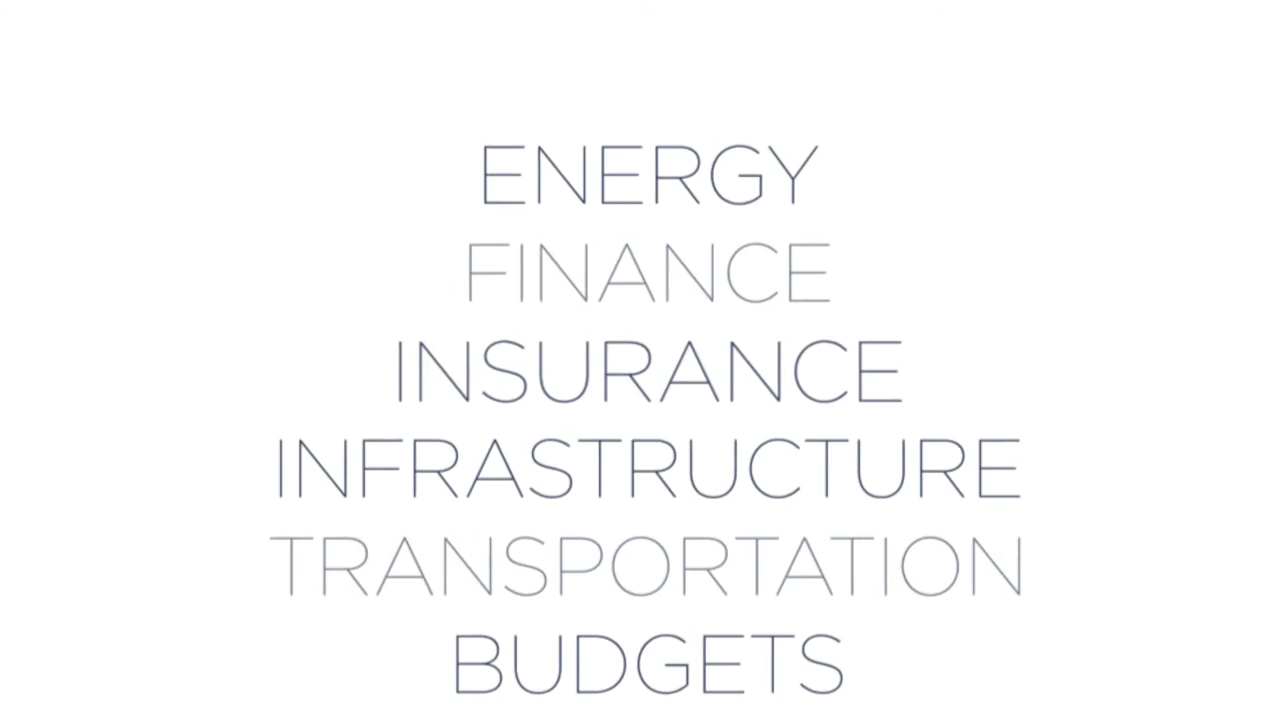 ENERGY
FINANCE
INSURANCE
INFRASTRUCTURE
TRANSPORTATION
BUDGETS